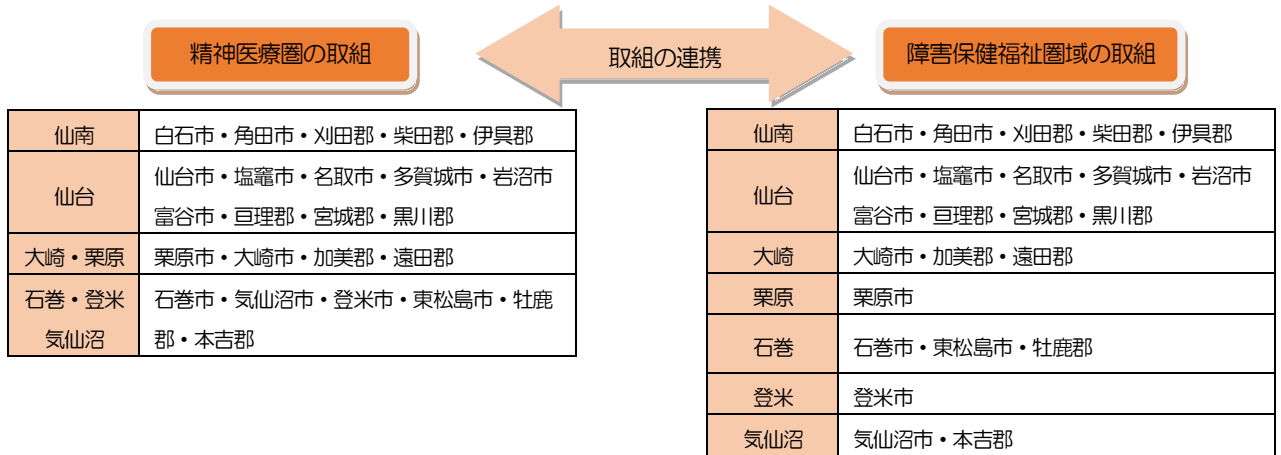 精神医療圏の取組
取組の連携
障害保健福祉圏域の取組
仙南
白石市・角田市・刈田郡・柴田郡・伊具郡
仙台
仙台市・塩竈市・名取市・多賀城市・岩沼市
富谷市・亘理郡・宮城郡・黒川郡
大崎・栗原
栗原市・大崎市・加美郡・遠田郡
石巻・登米
気仙沼
石巻市・気仙沼市・登米市・東松島市・牡鹿
郡・本吉郡
仙南
白石市・角田市・刈田郡・柴田郡・伊具郡
仙台
仙台市・塩竈市・名取市・多賀城市・岩沼市
富谷市・亘理郡・宮城郡・黒川郡
大崎
大崎市・加美郡・遠田郡
栗原
栗原市
石巻
石巻市・東松島市・牡鹿郡
登米
登米市
気仙沼
気仙沼市・本吉郡